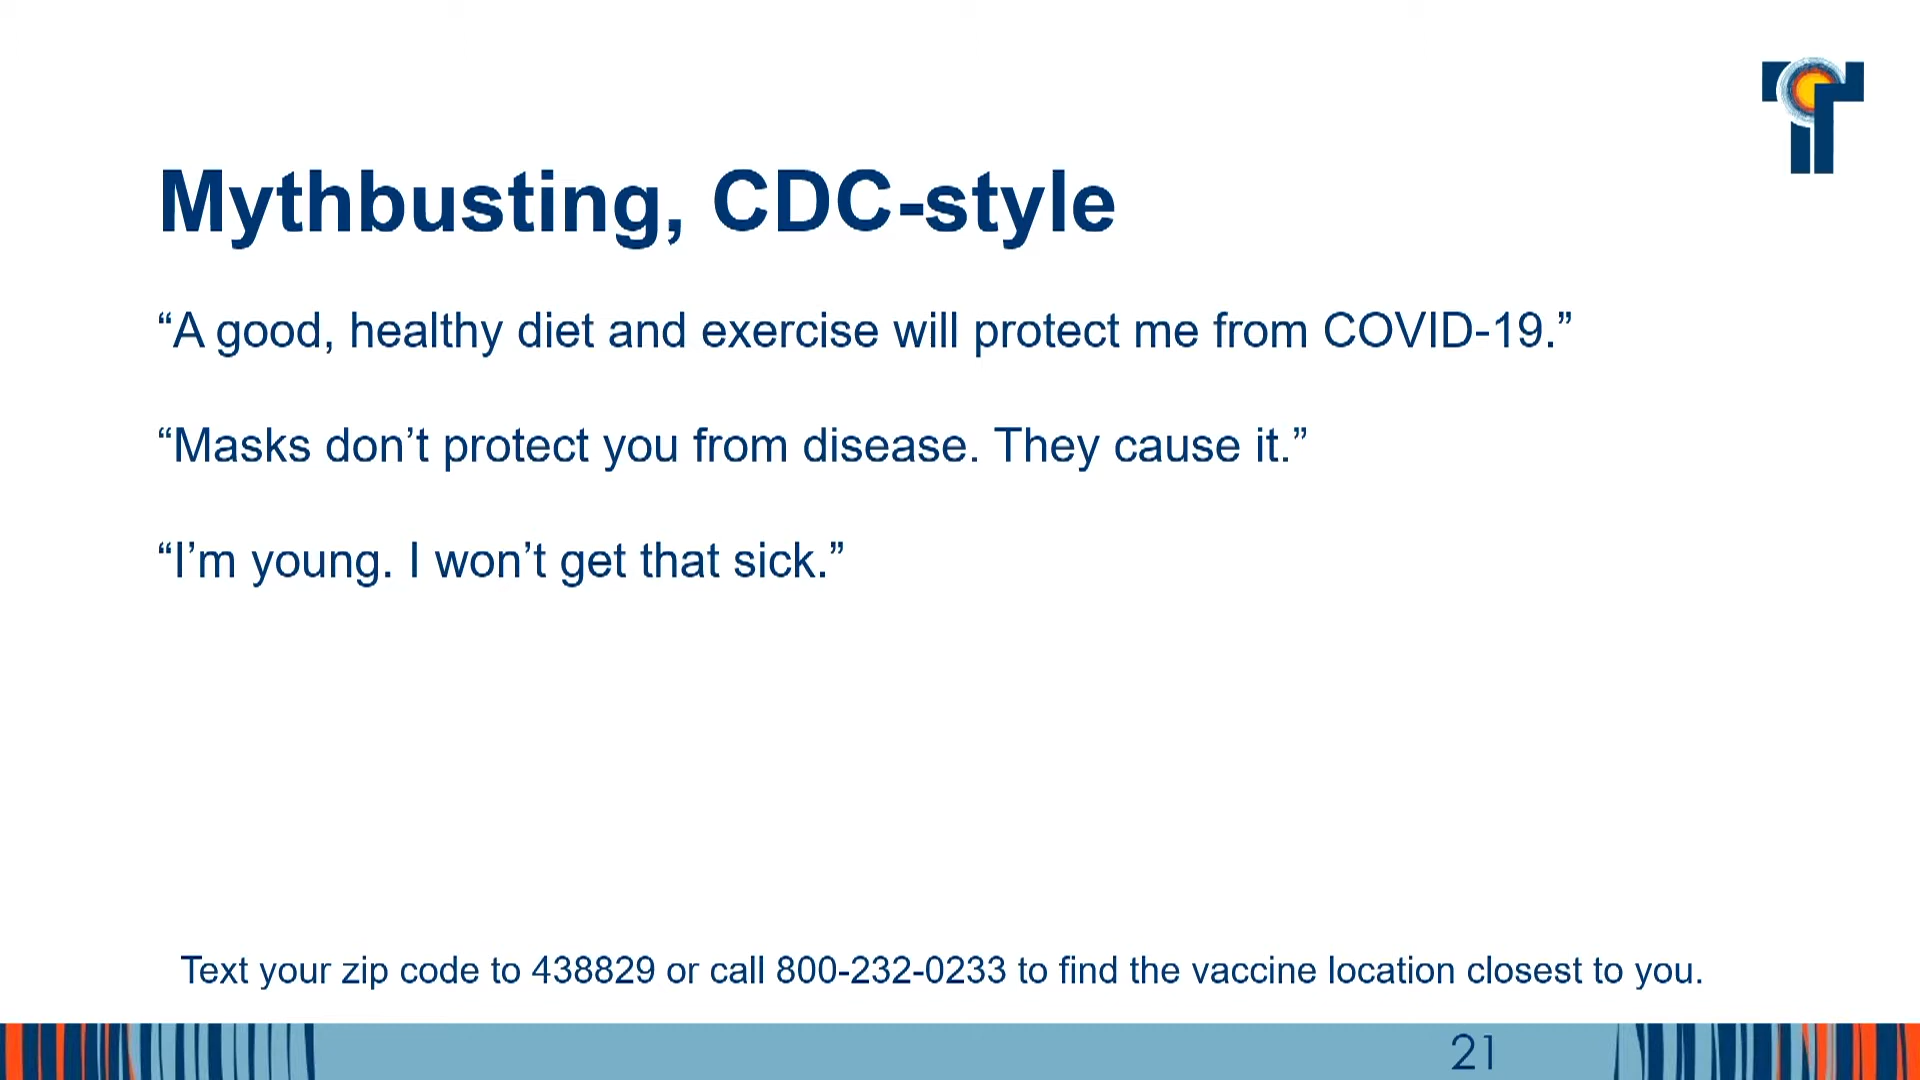 Mythbusting, CDC-style
“A good, healthy diet and exercise will protect me from COVID-19.”
“Masks don’t protect you from disease. They cause it.”
“I’m young. I won’t get that sick.”
Text your zip code to 438829 or call 800-232-0233 to find the vaccine location closest to you.
21